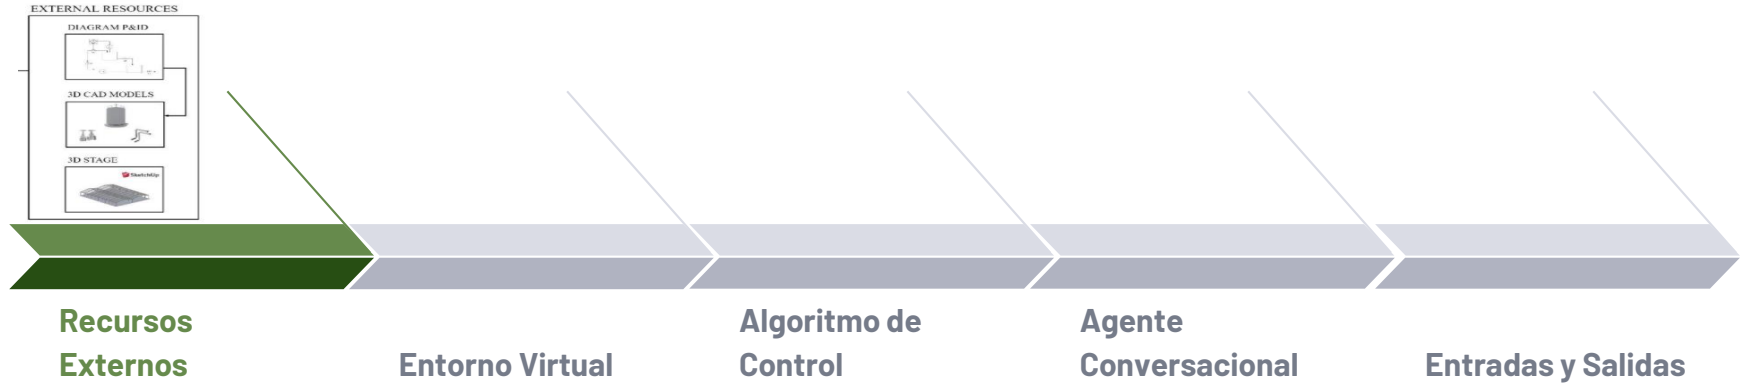 EXTERNAL RESOURCES
DIAGRAM P&ID
3D CAD MODELS
3D STAGE
SketchUp
Recursos
Externos
Entorno Virtual
Algoritmo de
Control
Agente
Conversacional
Entradas y Salidas